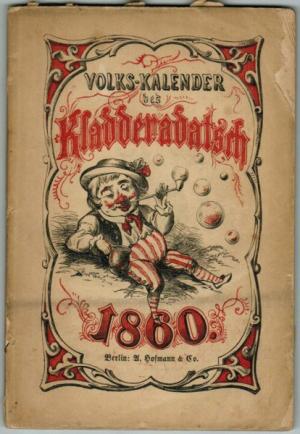 VOLKS-KALENDER
des
Kladderadatsch
1860.
Berlin: A. Hofmann & Co.